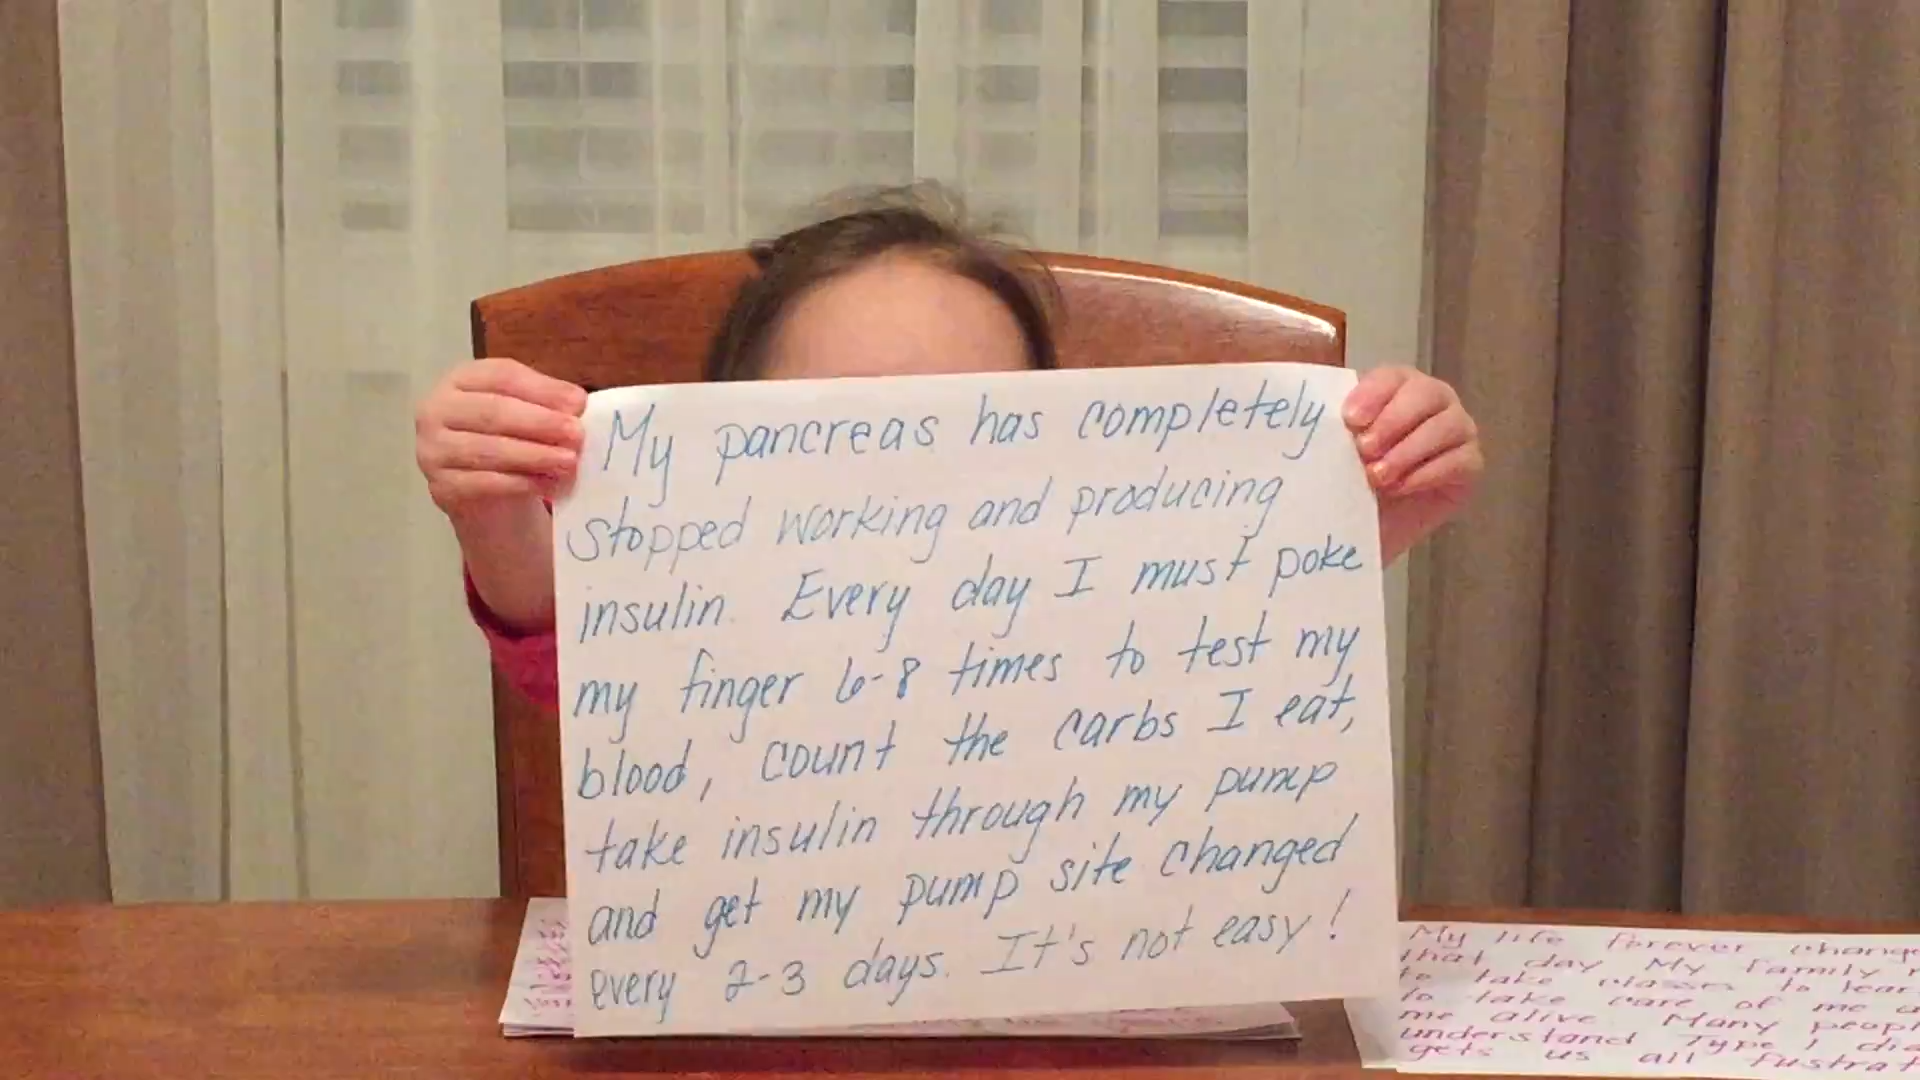 My pancreas has completely
stopped working and producing
insulin. Every day I must poke
my finger 6-8 times to test my
blood, count the carbs I eat,
take insulin through my pump
and get my pump site changed
every 2-3 days. It's not easy!
My life forever
that day My family
to take classes to
to take care of me
me alive. Many
understand Type 1
gets us all